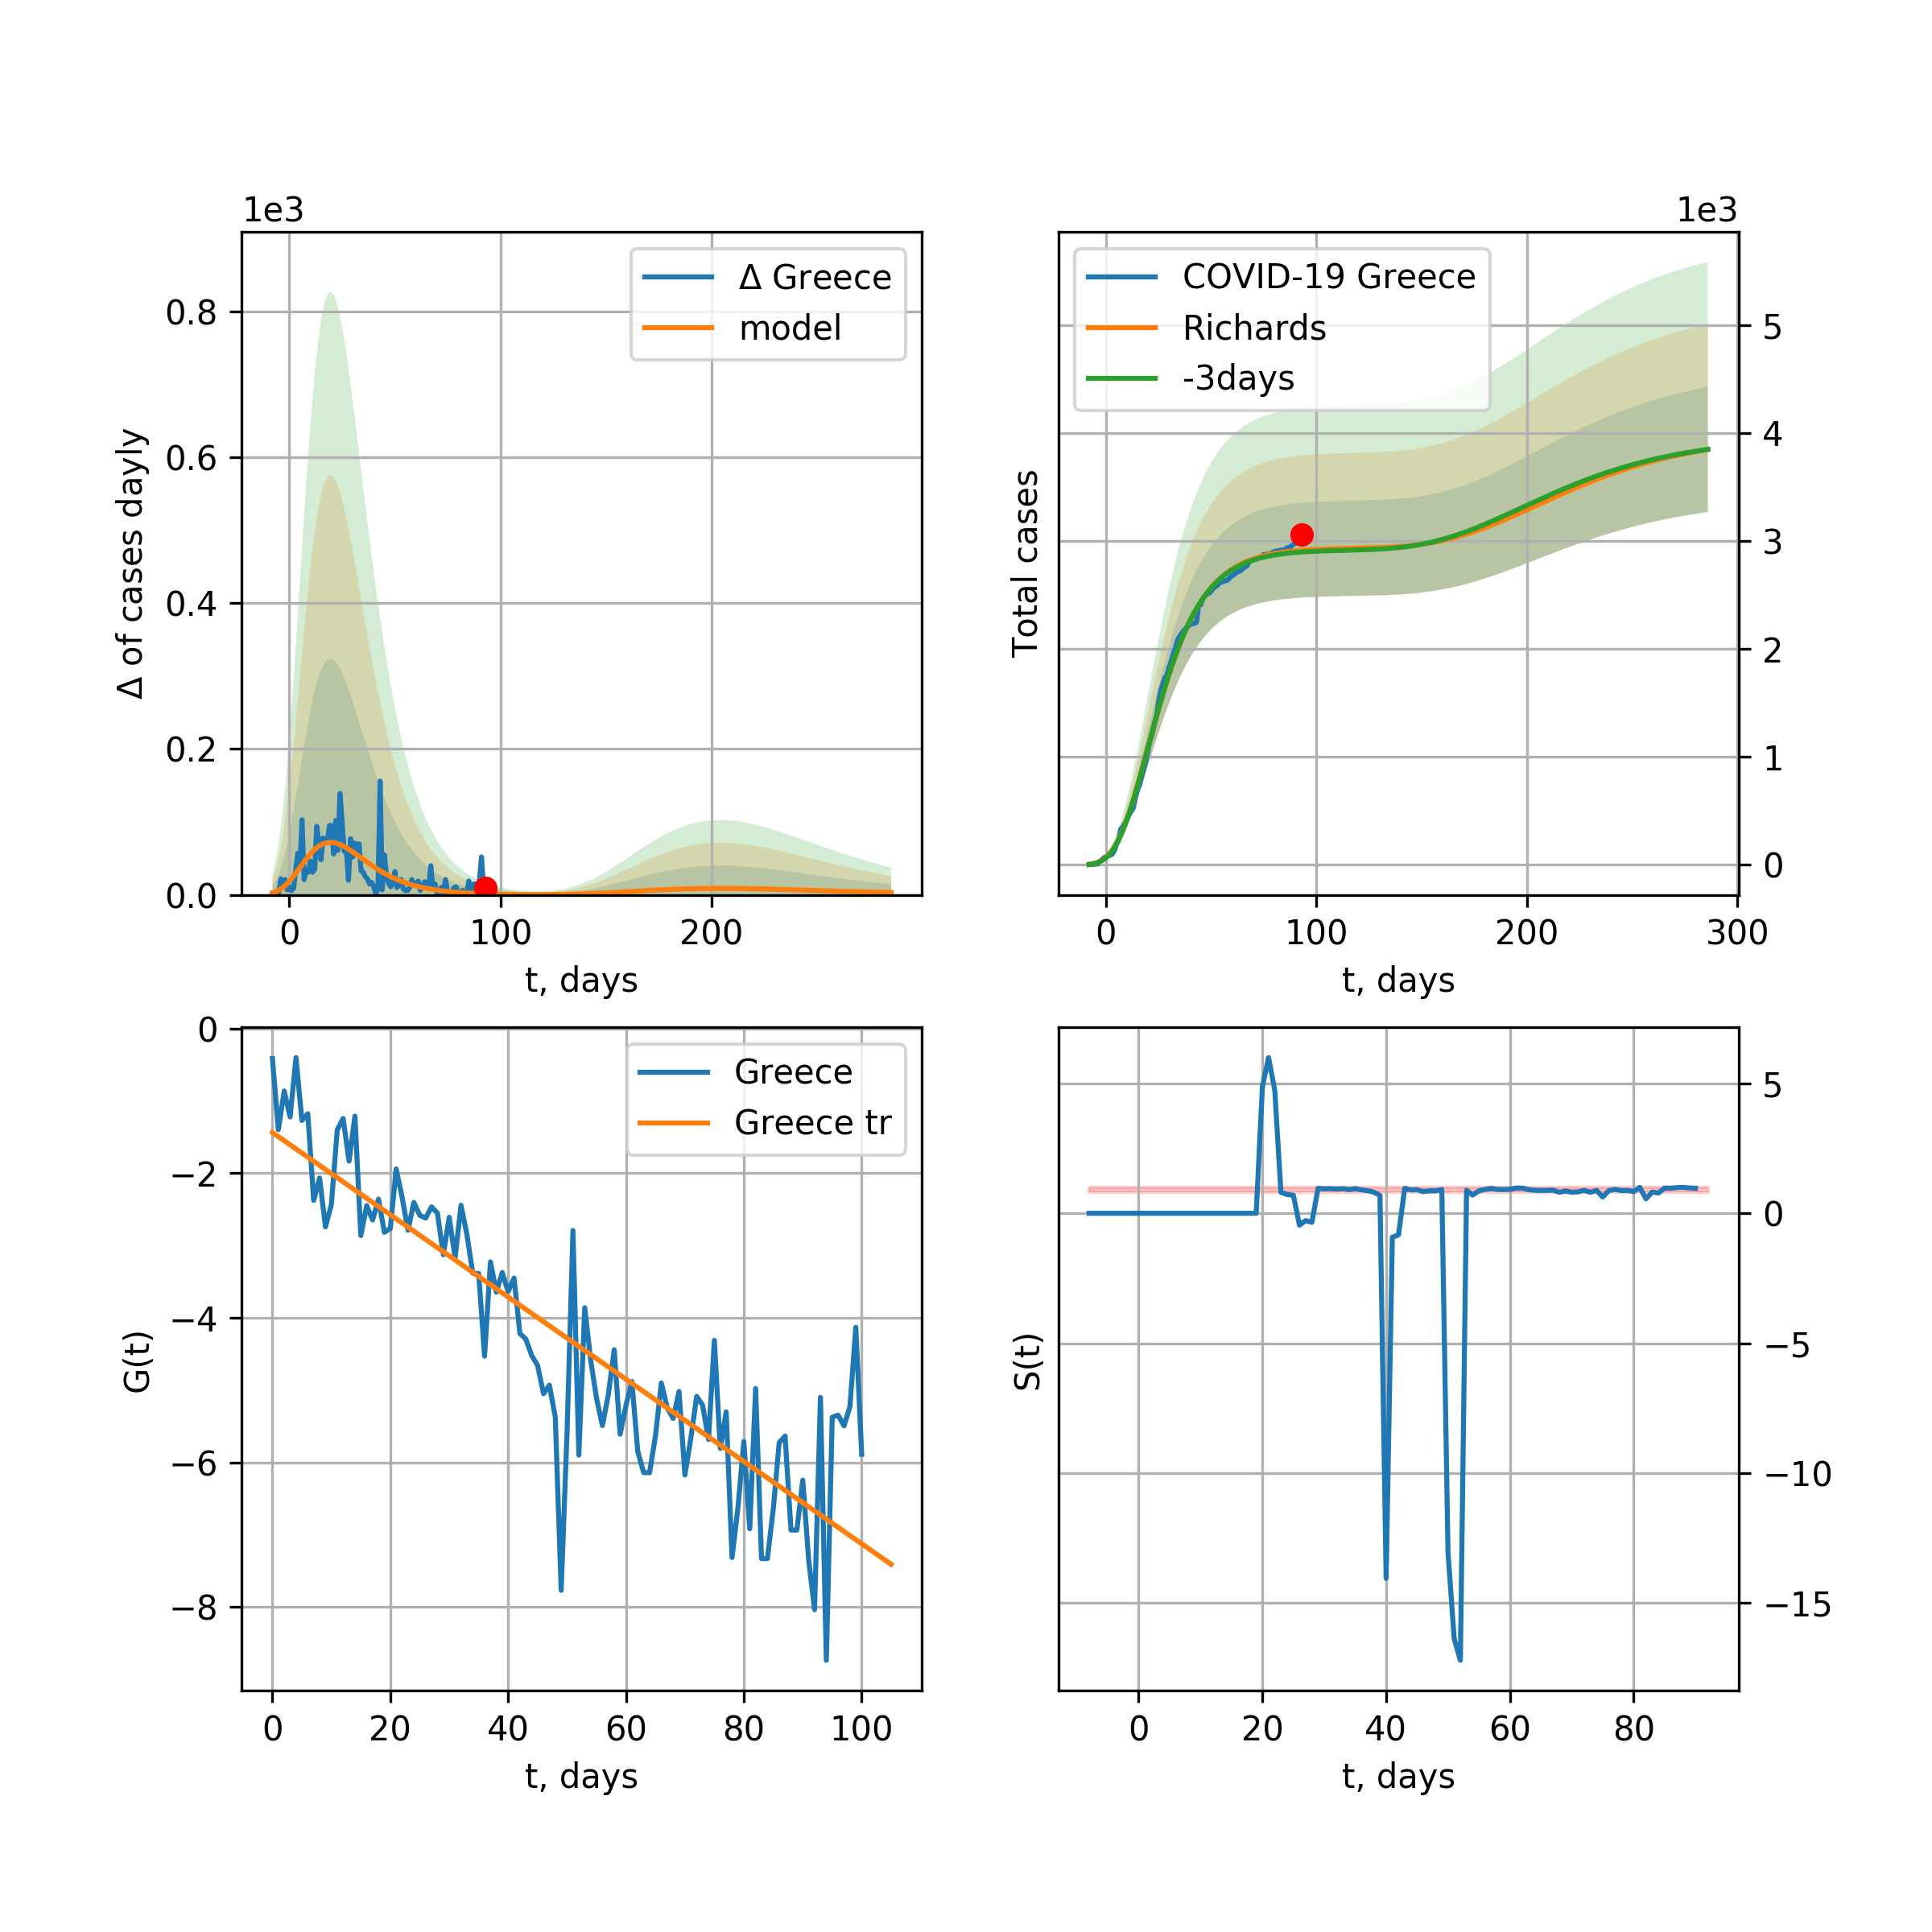 1e3
Δ of cases dayly
0.8
0.6
0.4
0.2
0.0
0 100 200
t, days
Δ Greece
model
1e3
Total cases
5
4
3
2
1
0
0 100 200 300
t, days
COVID-19 Greece
Richards
-3days
G(t)
0
−2
−4
−6
−8
0 20 40 60 80 100
t, days
Greece
Greece tr
S(t)
5
0
−5
−10
−15
0 20 40 60 80
t, days